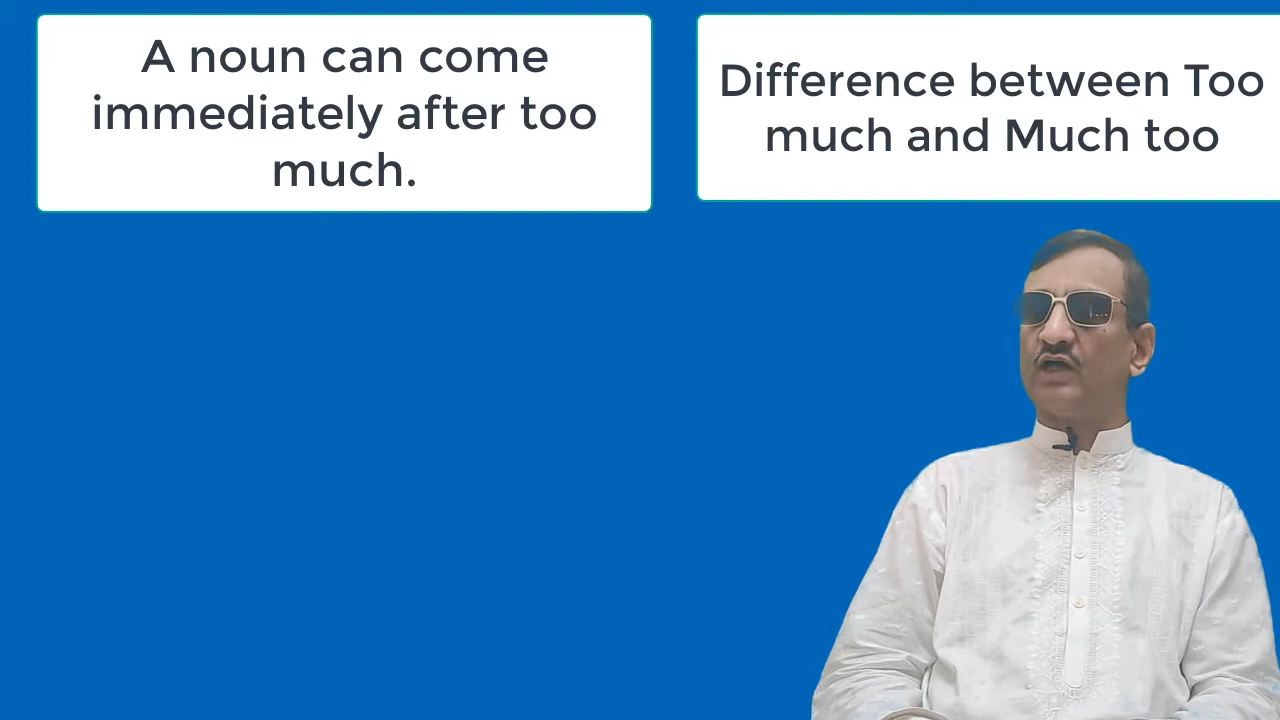 A noun can come
immediately after too
much.
Difference between Too
much and Much too